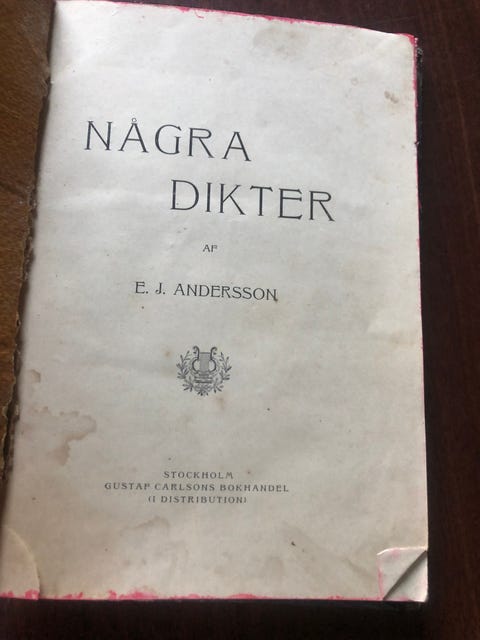 NÅGRA
DIKTER
AF
E. J. ANDERSSON
STOCKHOLM
GUSTAF CARLSONS BOKHANDEL
(I DISTRIBUTION)